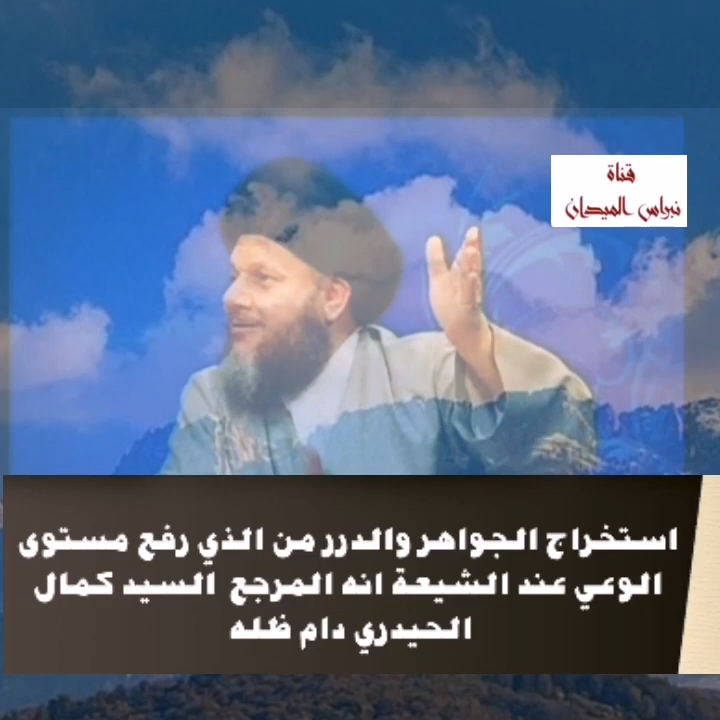 قناة
نبراس الميدان
استخراج الجواهر والدرر من الذي رفع مستوى
الوعي عند الشيعة انه المرجع السيد كمال
الحيدري دام ظله